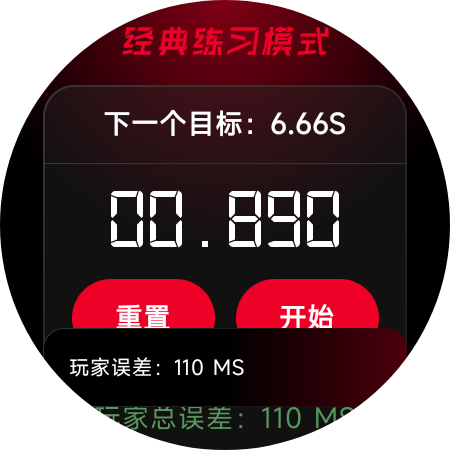 经典练习模式
下一个目标：6.66S
00.890
重置
开始
玩家误差：110 MS
玩家总误差：110 MS